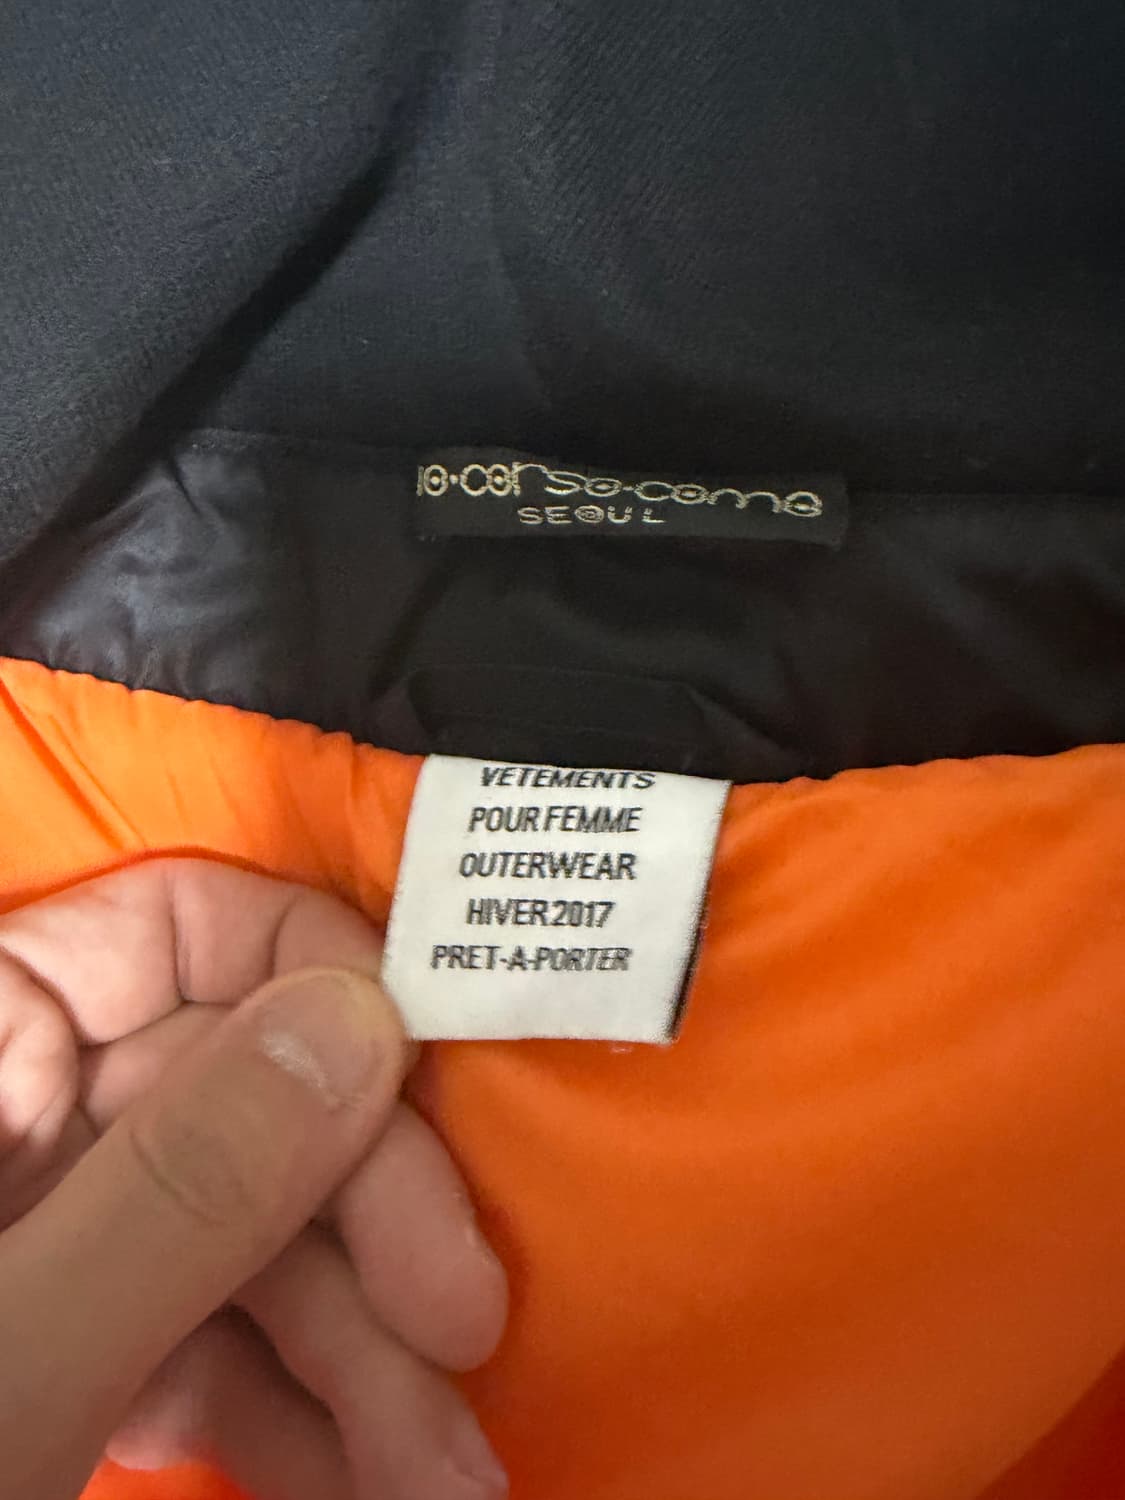 10·corso·como
SEOUL
VETEMENTS
POUR FEMME
OUTERWEAR
HIVER 2017
PRET-A-PORTER